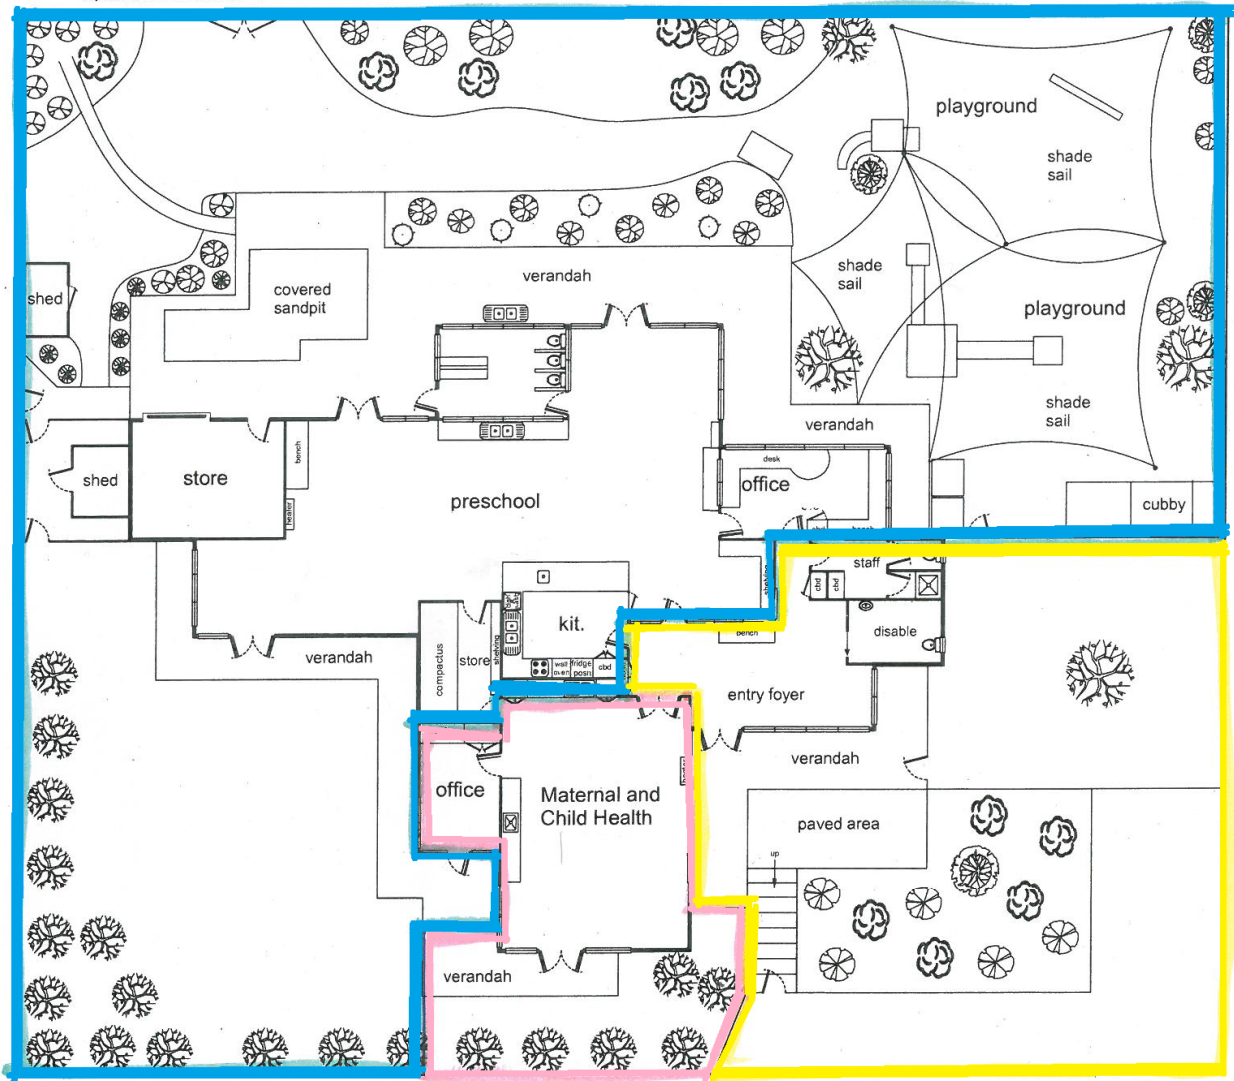 playground
shade
sail
verandah
shade
sail
covered
sandpit
shed
playground
shade
sail
verandah
bench
desk
shed
store
office
preschool
cubby
heater
staff
shelving
cbd
cbd
kit.
bench
disable
verandah
compactus
store
shelving
wall
oven
fridge
posn
cbd
entry foyer
verandah
office
Maternal and
Child Health
paved area
up
verandah